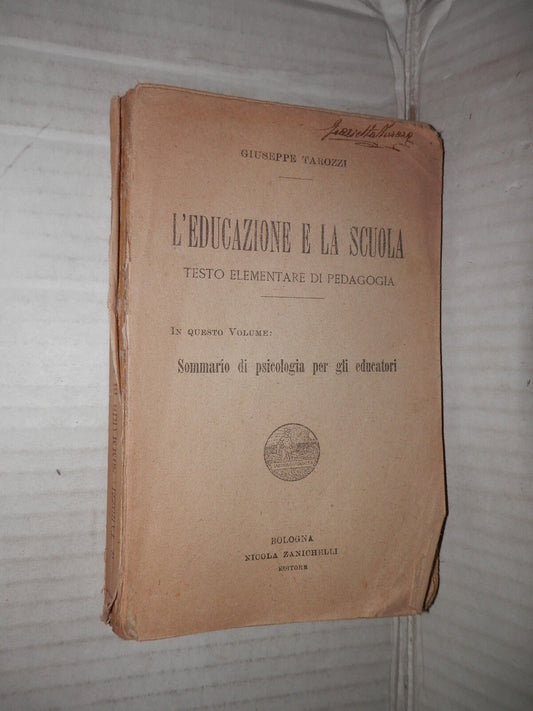 GIUSEPPE TAROZZI
L'EDUCAZIONE E LA SCUOLA
TESTO ELEMENTARE DI PEDAGOGIA
IN QUESTO VOLUME:
Sommario di psicologia per gli educatori
BOLOGNA
NICOLA ZANICHELLI
EDITORE